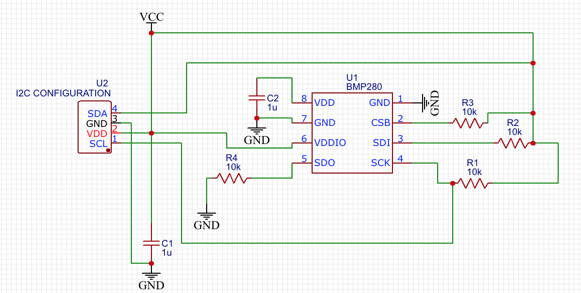 VCC
U2
I2C CONFIGURATION
SDA 4
GND 3
VDD 2
SCL 1
C2
1u
GND
U1
BMP280
8 VDD
7 GND
6 VDDIO
5 SDO
GND 1
CSB 2
SDI 3
SCK 4
GND
R3
10k
R2
10k
R1
10k
R4
10k
GND
C1
1u
GND